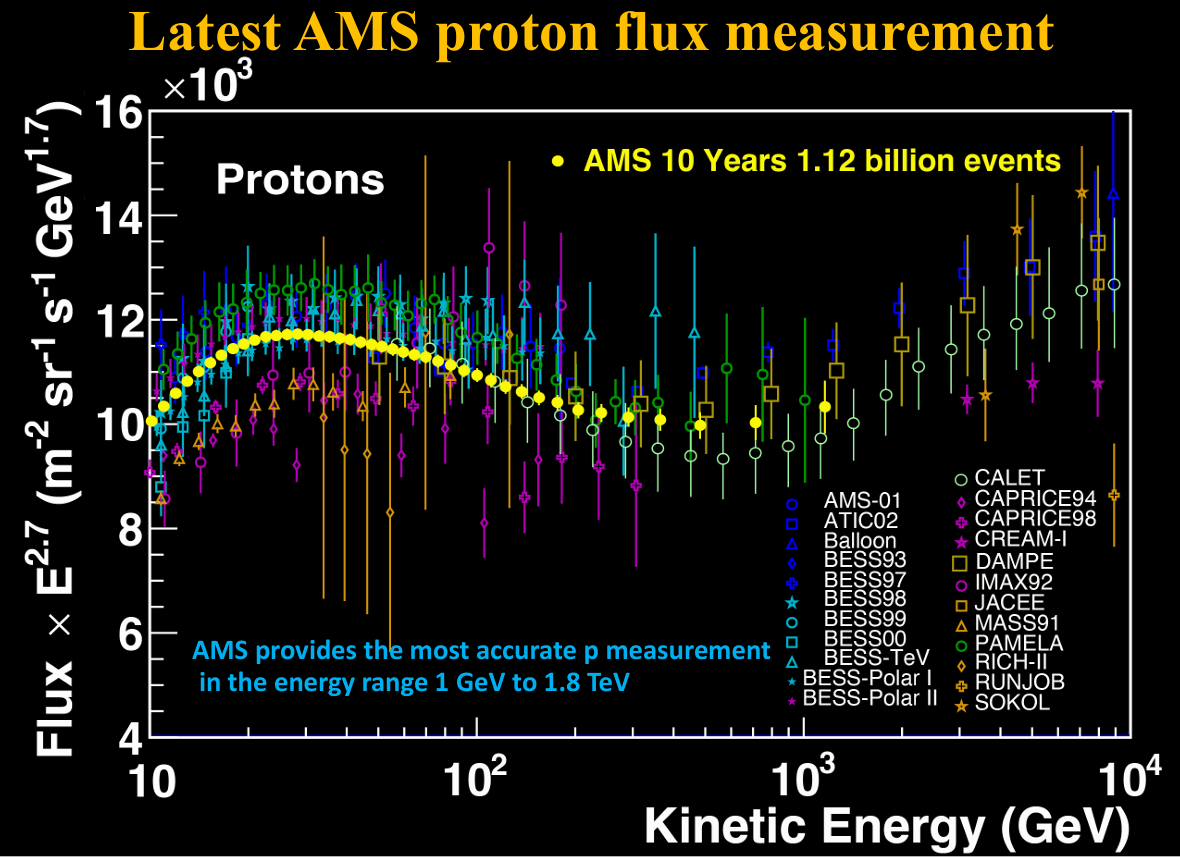 Latest AMS proton flux measurement
×10³
16
14
12
10
8
6
4
Flux × E²·⁷ (m⁻² sr⁻¹ s⁻¹ GeV¹·⁷)
Protons
AMS 10 Years 1.12 billion events
AMS-01
ATIC02
Balloon
BESS93
BESS97
BESS98
BESS99
BESS00
BESS-TeV
BESS-Polar I
BESS-Polar II
CALET
CAPRICE94
CAPRICE98
CREAM-I
DAMPE
IMAX92
JACEE
MASS91
PAMELA
RICH-II
RUNJOB
SOKOL
AMS provides the most accurate p measurement
in the energy range 1 GeV to 1.8 TeV
10 10² 10³ 10⁴
Kinetic Energy (GeV)